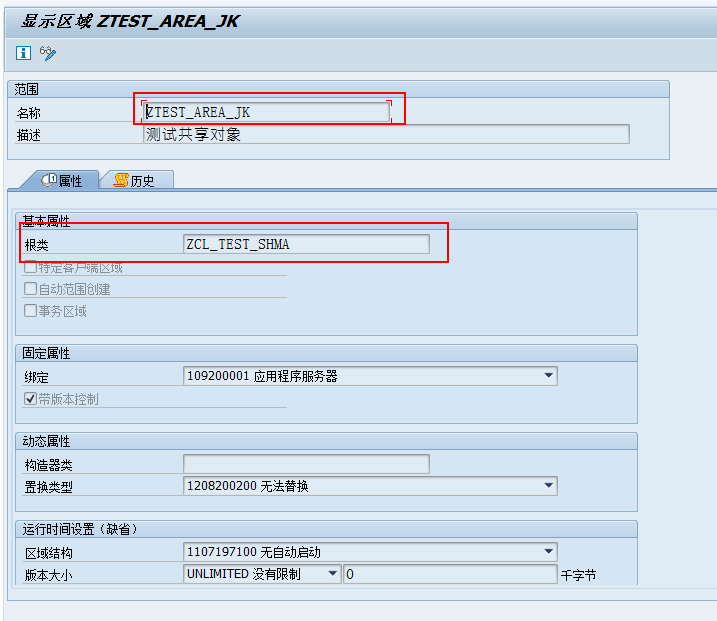 显示区域 ZTEST_AREA_JK
范围
名称 ZTEST_AREA_JK
描述 测试共享对象
属性 历史
基本属性
根类 ZCL_TEST_SHMA
特定客户端区域
自动范围创建
事务区域
固定属性
绑定 109200001 应用程序服务器
带版本控制
动态属性
构造器类
置换类型 1208200200 无法替换
运行时间设置（缺省）
区域结构 1107197100 无自动启动
版本大小 UNLIMITED 没有限制 0 千字节